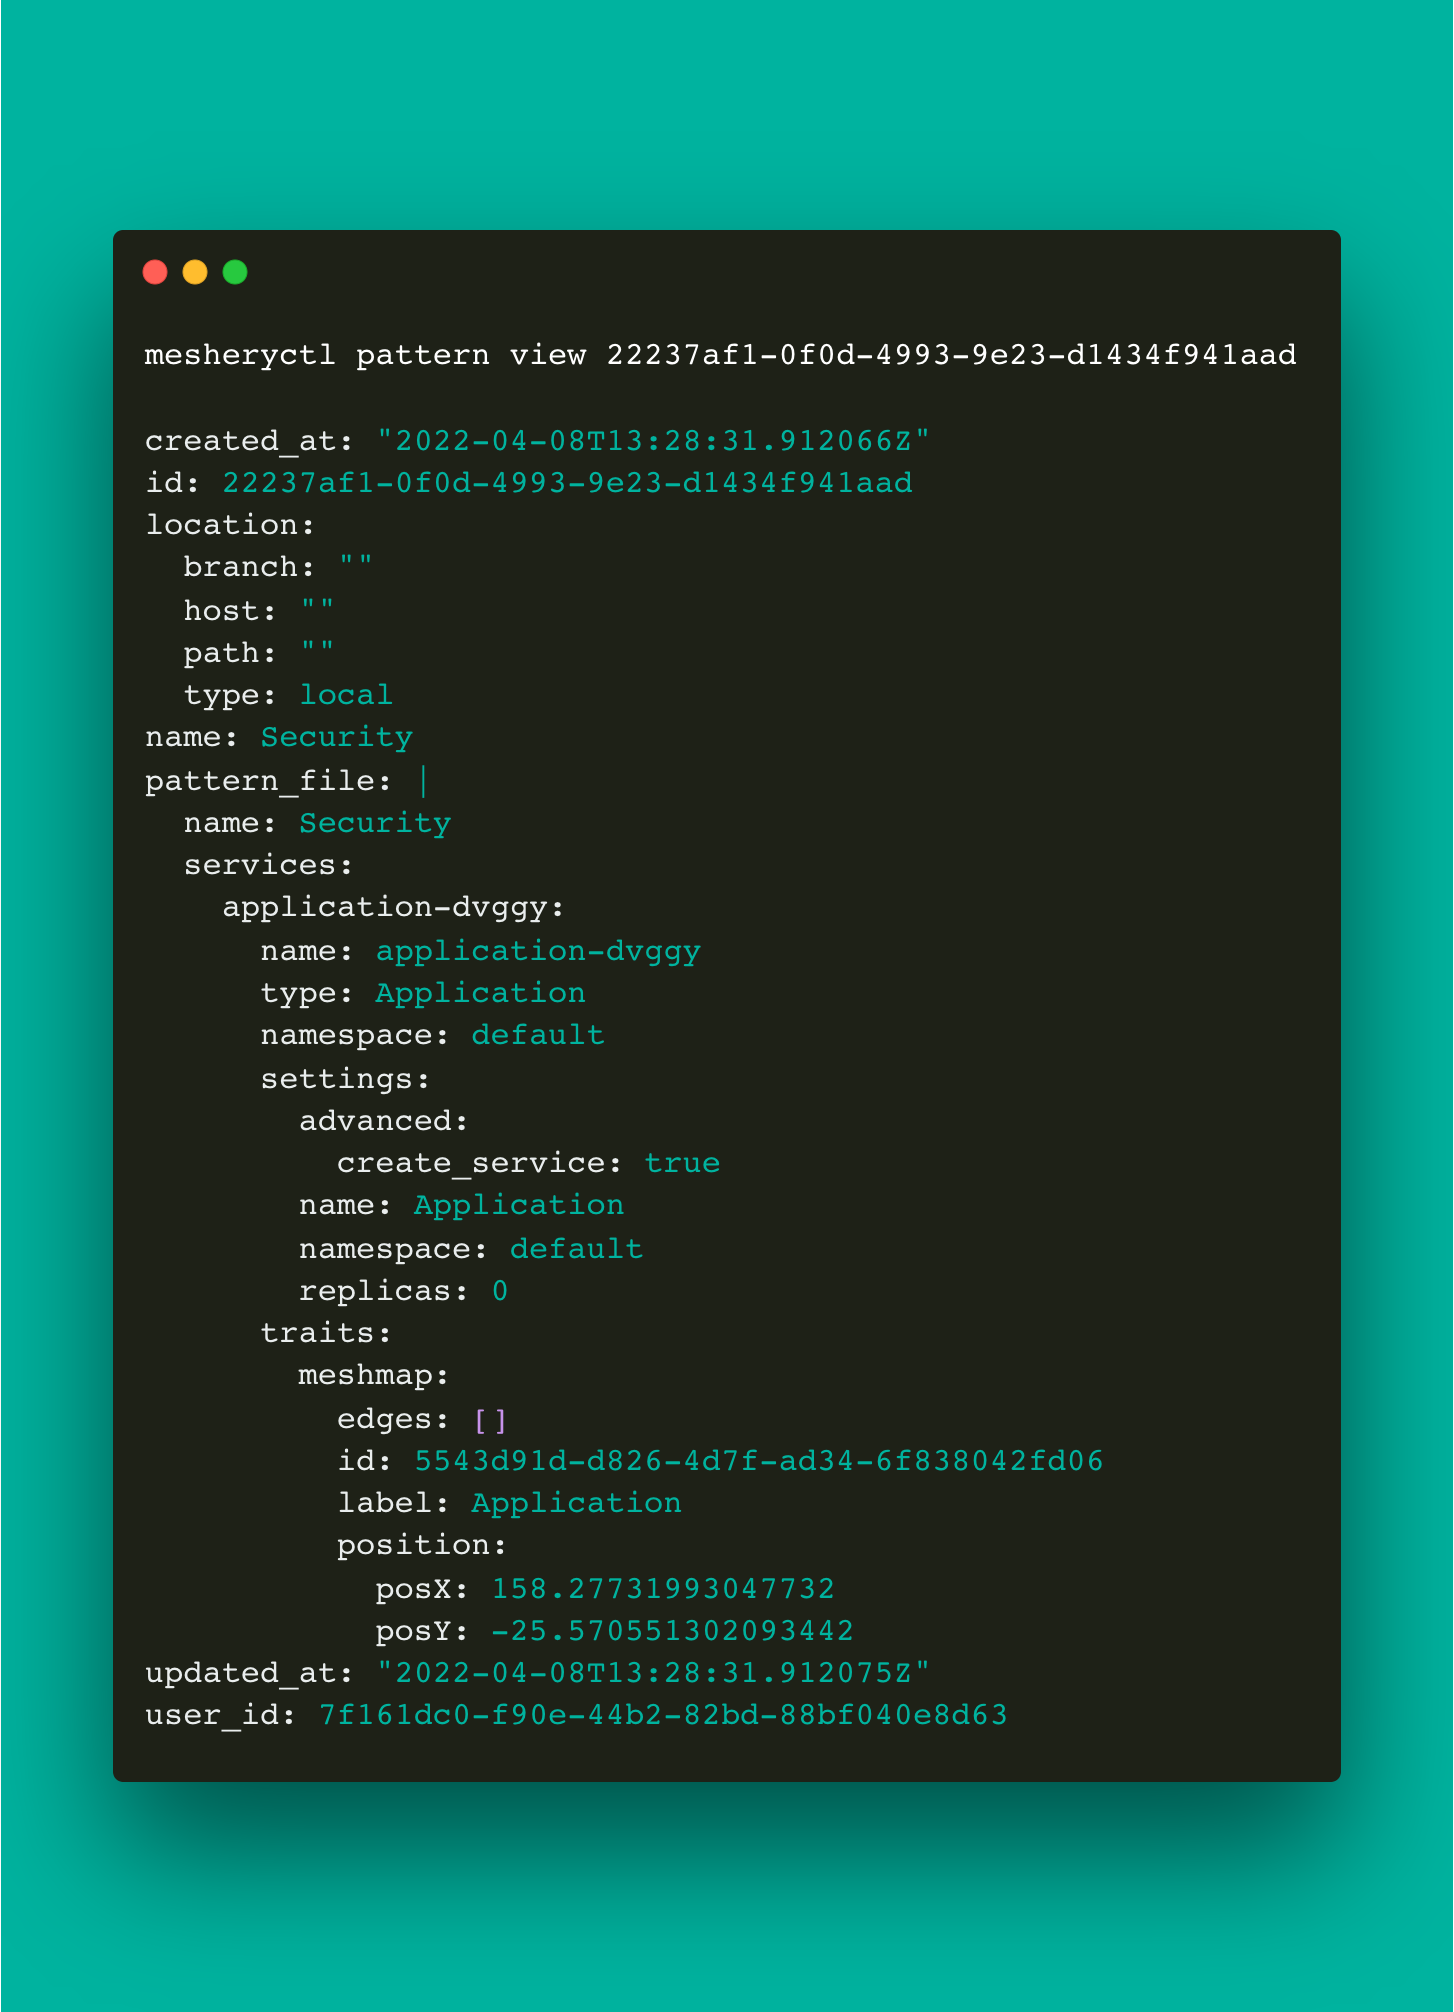 mesheryctl pattern view 22237af1-0f0d-4993-9e23-d1434f941aad
created_at: "2022-04-08T13:28:31.912066Z"
id: 22237af1-0f0d-4993-9e23-d1434f941aad
location:
  branch: ""
  host: ""
  path: ""
  type: local
name: Security
pattern_file: |
  name: Security
  services:
    application-dvggy:
      name: application-dvggy
      type: Application
      namespace: default
      settings:
        advanced:
          create_service: true
        name: Application
        namespace: default
        replicas: 0
      traits:
        meshmap:
          edges: []
          id: 5543d91d-d826-4d7f-ad34-6f838042fd06
          label: Application
          position:
            posX: 158.27731993047732
            posY: -25.570551302093442
updated_at: "2022-04-08T13:28:31.912075Z"
user_id: 7f161dc0-f90e-44b2-82bd-88bf040e8d63